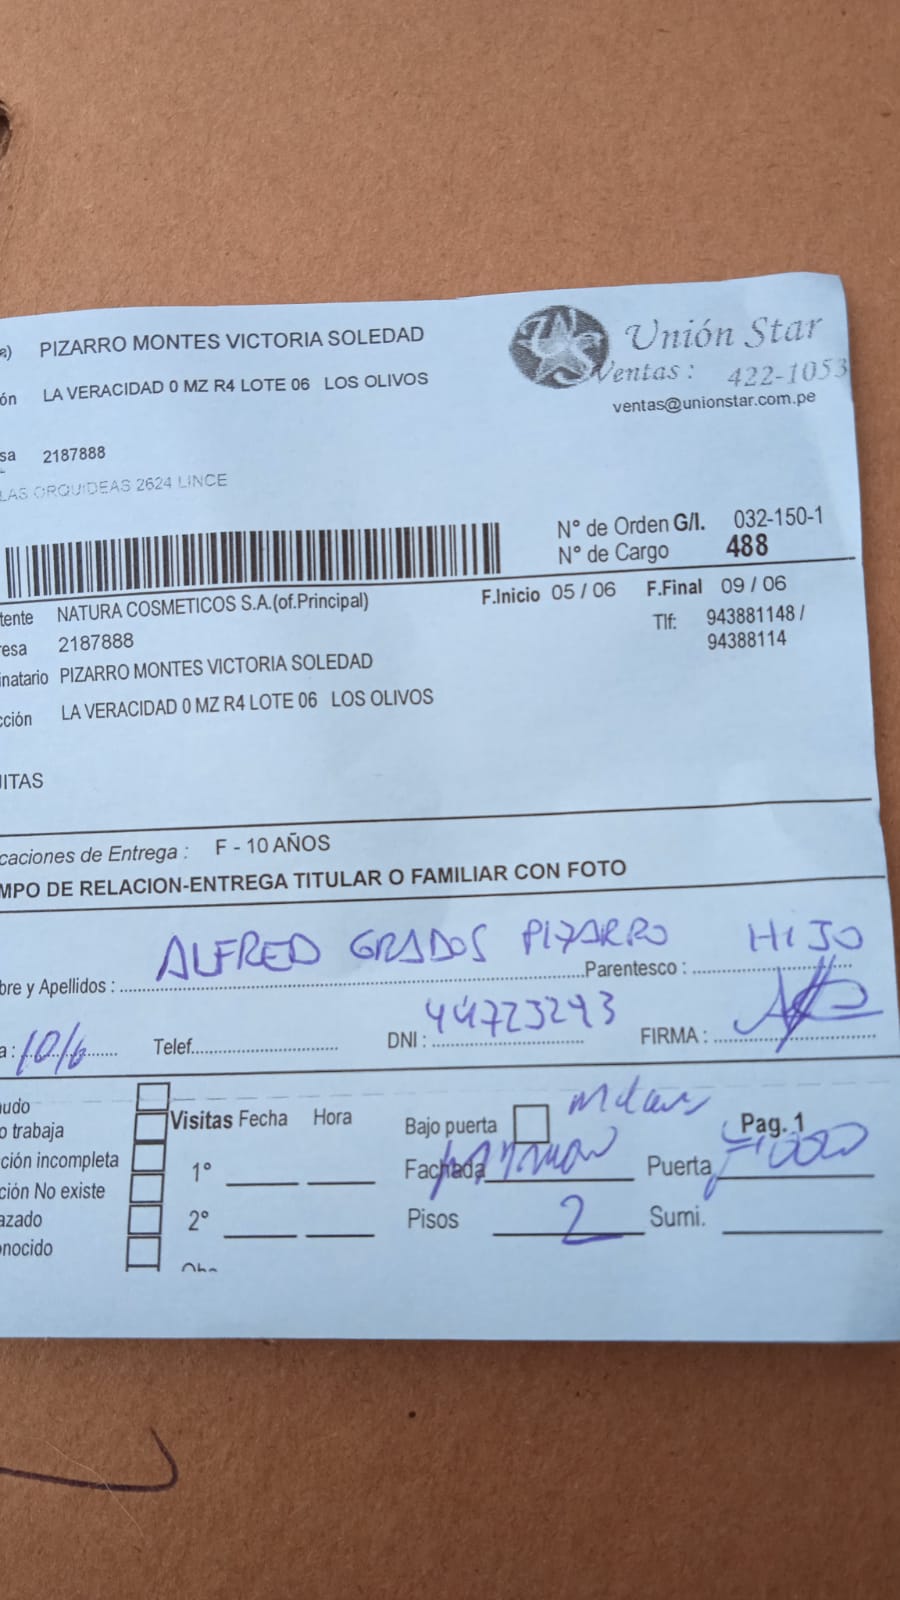 a) PIZARRO MONTES VICTORIA SOLEDAD
Unión Star
ón LA VERACIDAD 0 MZ R4 LOTE 06 LOS OLIVOS
Ventas : 422-1053
ventas@unionstar.com.pe
sa 2187888
LAS ORQUIDEAS 2624 LINCE
N° de Orden G/I. 032-150-1
N° de Cargo 488
tente NATURA COSMETICOS S.A.(of.Principal) F.Inicio 05 / 06 F.Final 09 / 06
resa 2187888 Tlf: 943881148 /
94388114
inatario PIZARRO MONTES VICTORIA SOLEDAD
cción LA VERACIDAD 0 MZ R4 LOTE 06 LOS OLIVOS
ITAS
caciones de Entrega : F - 10 AÑOS
MPO DE RELACION-ENTREGA TITULAR O FAMILIAR CON FOTO
bre y Apellidos : ALFRED GRADOS PIZARRO Parentesco : HIJO
a : 10/6 Telef. DNI : 44723293 FIRMA :
udo
o trabaja Visitas Fecha Hora Bajo puerta Pag. 1
ción incompleta 1° Fachada Puerta
ción No existe
azado 2° Pisos 2 Sumi.
onocido